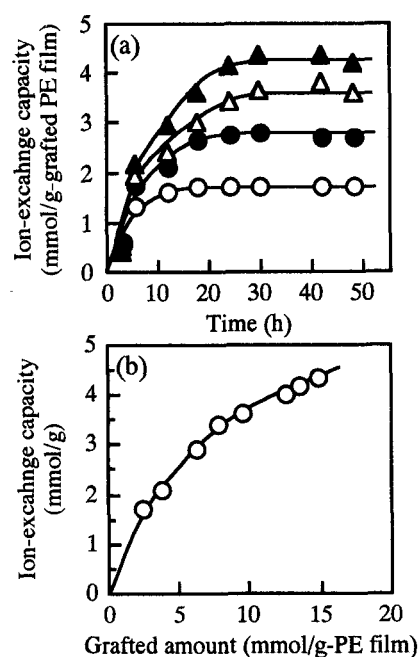 (a)
Ion-excahnge capacity
(mmol/g-grafted PE film)
5
4
3
2
1
0
0 10 20 30 40 50
Time (h)
(b)
Ion-excahnge capacity
(mmol/g)
5
4
3
2
1
0
0 5 10 15 20
Grafted amount (mmol/g-PE film)